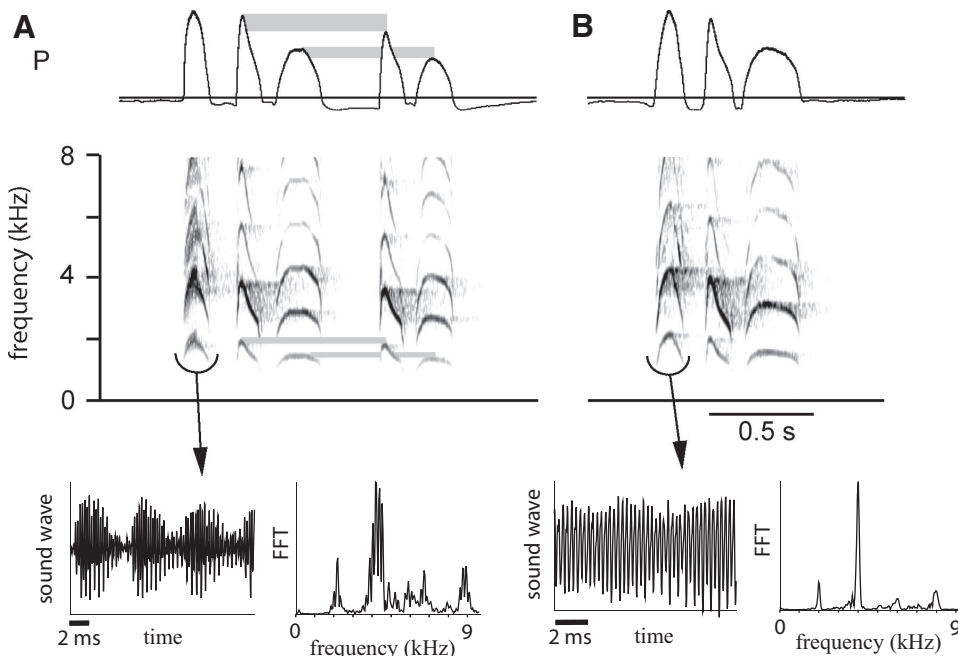 A
B
P
frequency (kHz)
8
4
0
0.5 s
sound wave
2 ms
time
FFT
0
9
frequency (kHz)
sound wave
2 ms
time
FFT
0
9
frequency (kHz)